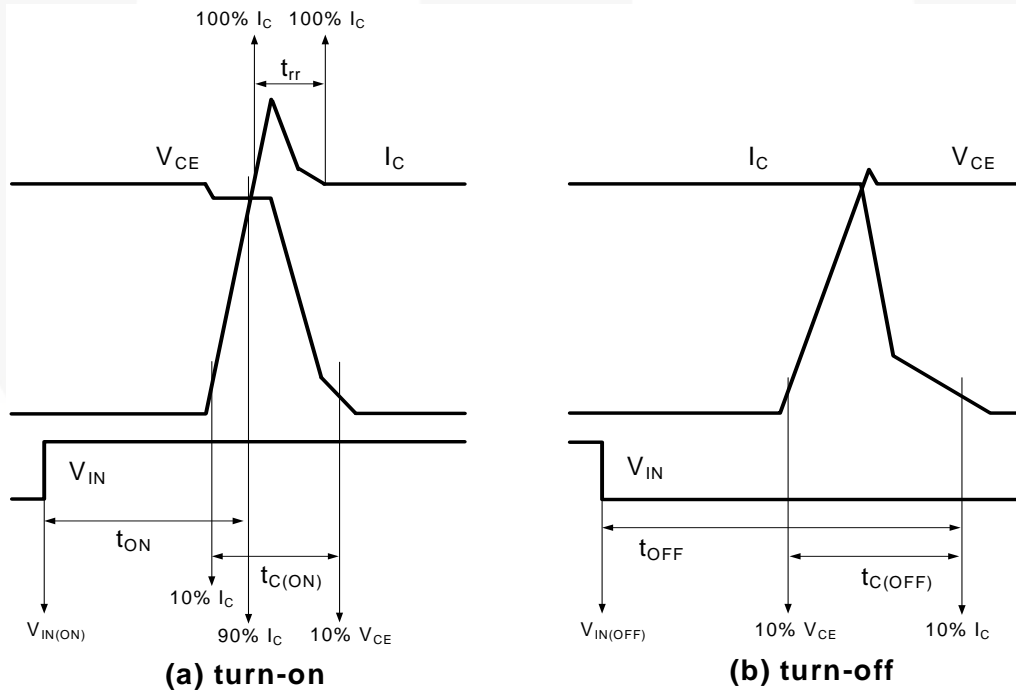 100% I_C 100% I_C
t_rr
V_CE I_C
V_IN
t_ON
t_C(ON)
10% I_C
V_IN(ON)
90% I_C 10% V_CE
(a) turn-on
I_C V_CE
V_IN
t_OFF
t_C(OFF)
V_IN(OFF) 10% V_CE 10% I_C
(b) turn-off